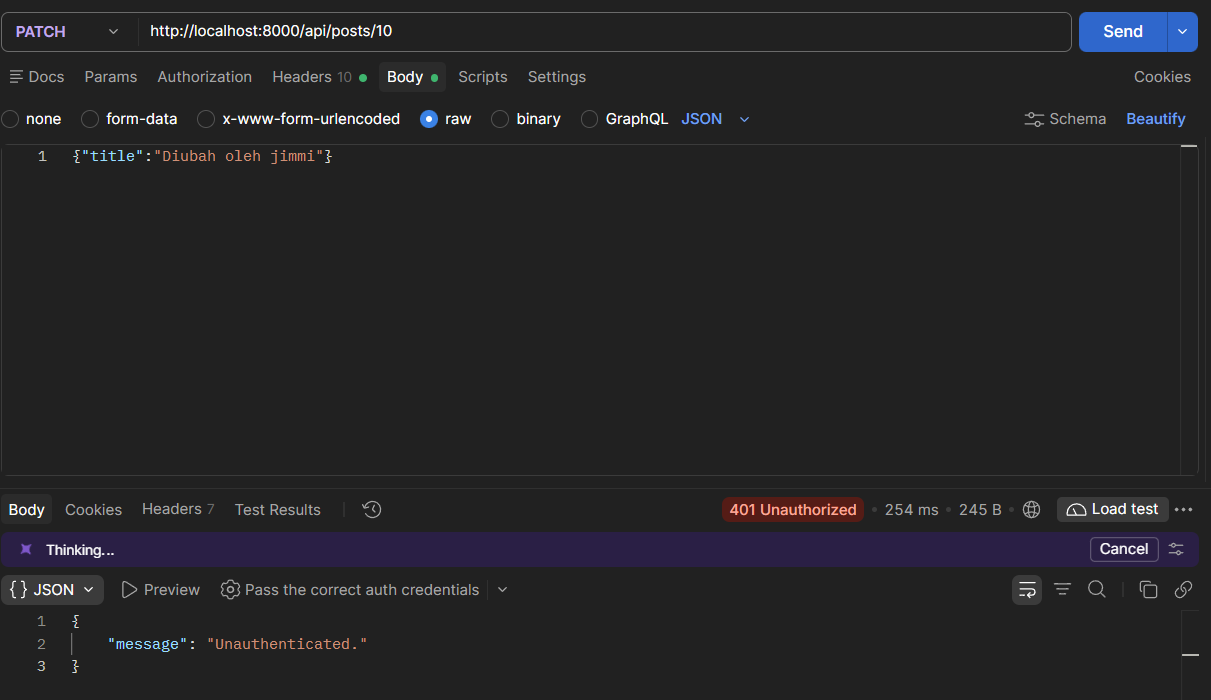 PATCH http://localhost:8000/api/posts/10 Send
Docs Params Authorization Headers 10 Body Scripts Settings Cookies
none form-data x-www-form-urlencoded raw binary GraphQL JSON Schema Beautify
1 {"title":"Diubah oleh jimmi"}
Body Cookies Headers 7 Test Results 401 Unauthorized 254 ms 245 B Load test
Thinking... Cancel
{} JSON Preview Pass the correct auth credentials
1 {
2 "message": "Unauthenticated."
3 }